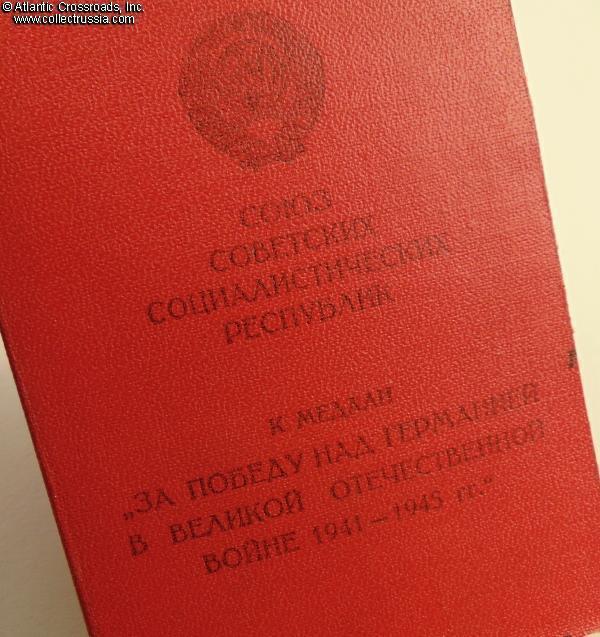 © Atlantic Crossroads, Inc.
www.collectrussia.com
СОЮЗ
СОВЕТСКИХ
СОЦИАЛИСТИЧЕСКИХ
РЕСПУБЛИК
К МЕДАЛИ
„ЗА ПОБЕДУ НАД ГЕРМАНИЕЙ
В ВЕЛИКОЙ ОТЕЧЕСТВЕННОЙ
ВОЙНЕ 1941—1945 гг."